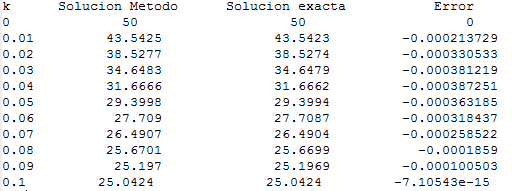 k Solucion Metodo Solucion exacta Error
0 50 50 0
0.01 43.5425 43.5423 -0.000213729
0.02 38.5277 38.5274 -0.000330533
0.03 34.6483 34.6479 -0.000381219
0.04 31.6666 31.6662 -0.000387251
0.05 29.3998 29.3994 -0.000363185
0.06 27.709 27.7087 -0.000318437
0.07 26.4907 26.4904 -0.000258522
0.08 25.6701 25.6699 -0.0001859
0.09 25.197 25.1969 -0.000100503
0.1 25.0424 25.0424 -7.10543e-15